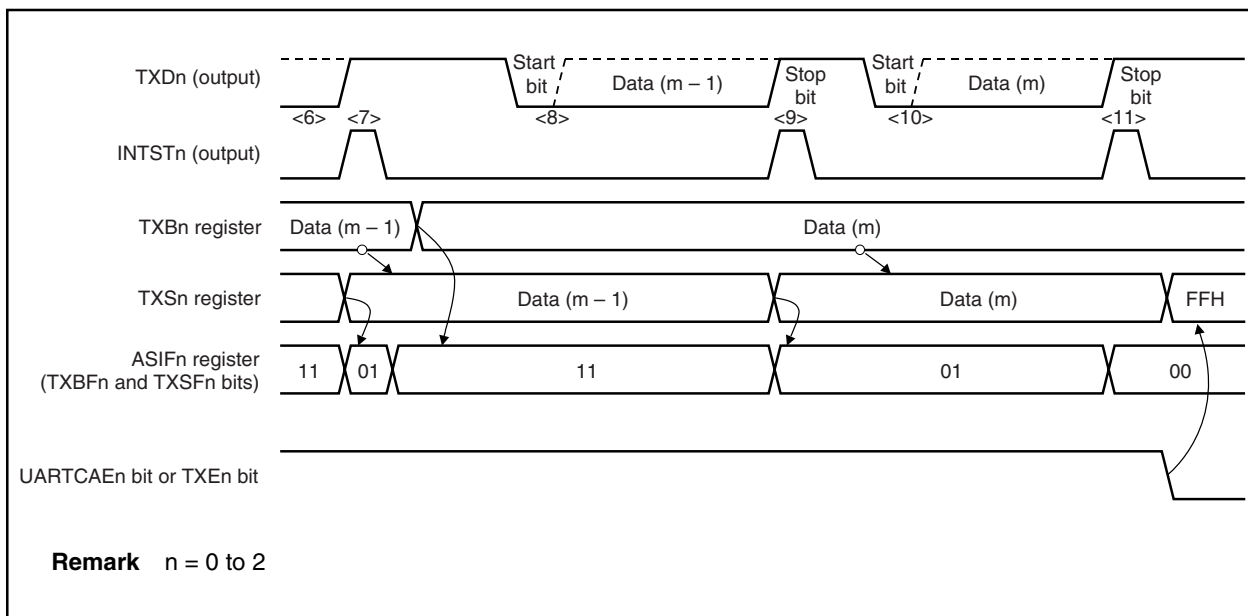 TXDn (output)
Start bit
Data (m – 1)
Stop bit
Start bit
Data (m)
Stop bit
<6> <7> <8> <9> <10> <11>
INTSTn (output)
TXBn register
Data (m – 1)
Data (m)
TXSn register
Data (m – 1)
Data (m)
FFH
ASIFn register
(TXBFn and TXSFn bits)
11
01
11
01
00
UARTCAEn bit or TXEn bit
Remark n = 0 to 2